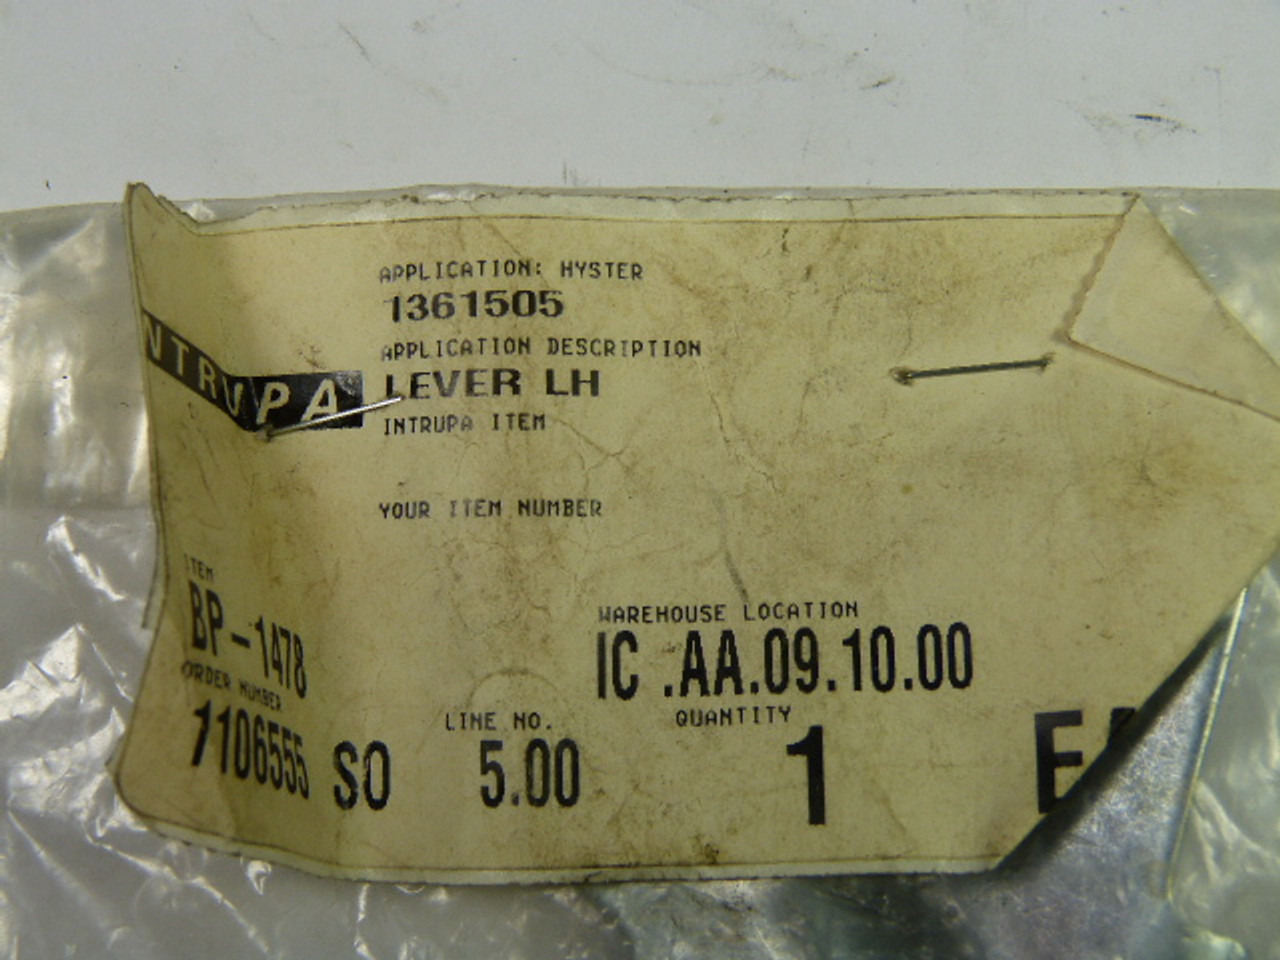 APPLICATION: HYSTER
1361505
APPLICATION DESCRIPTION
NTRUPA
LEVER LH
INTRUPA ITEM
YOUR ITEM NUMBER
ITEM
BP-1478
WAREHOUSE LOCATION
IC .AA.09.10.00
ORDER NUMBER
1106555 SO
LINE NO.
5.00
QUANTITY
1